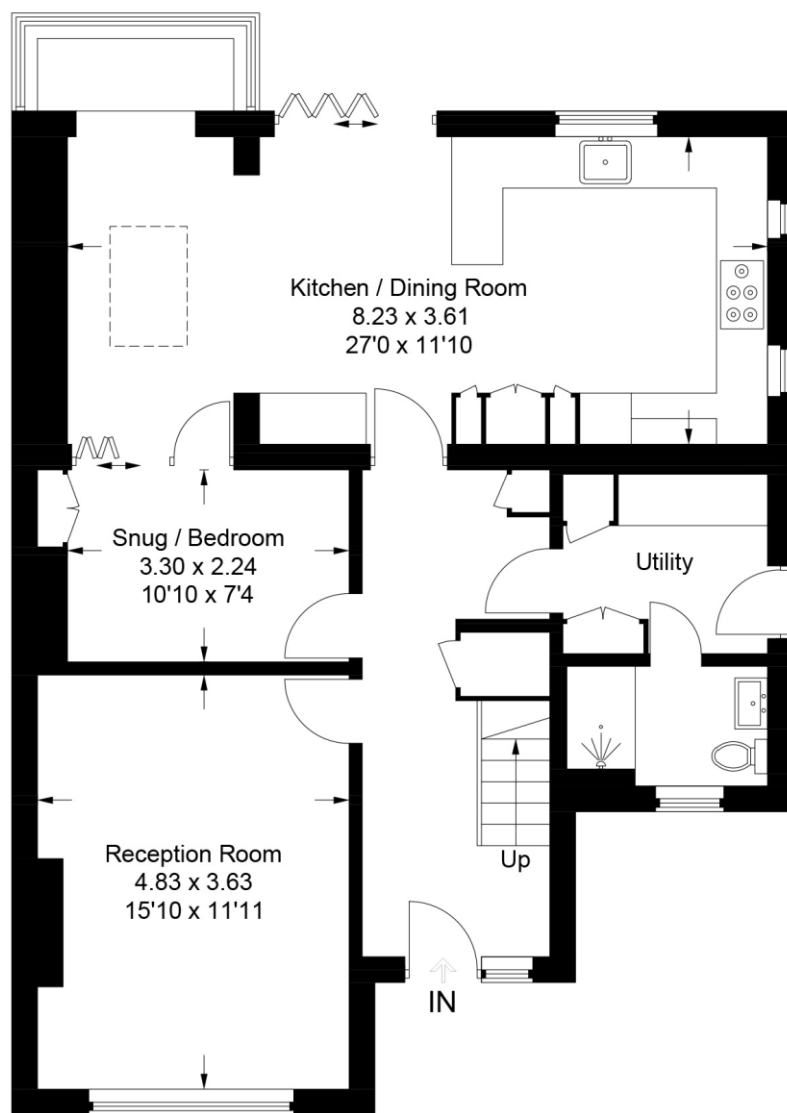 Kitchen / Dining Room
8.23 x 3.61
27'0 x 11'10
Snug / Bedroom
3.30 x 2.24
10'10 x 7'4
Utility
Reception Room
4.83 x 3.63
15'10 x 11'11
Up
IN